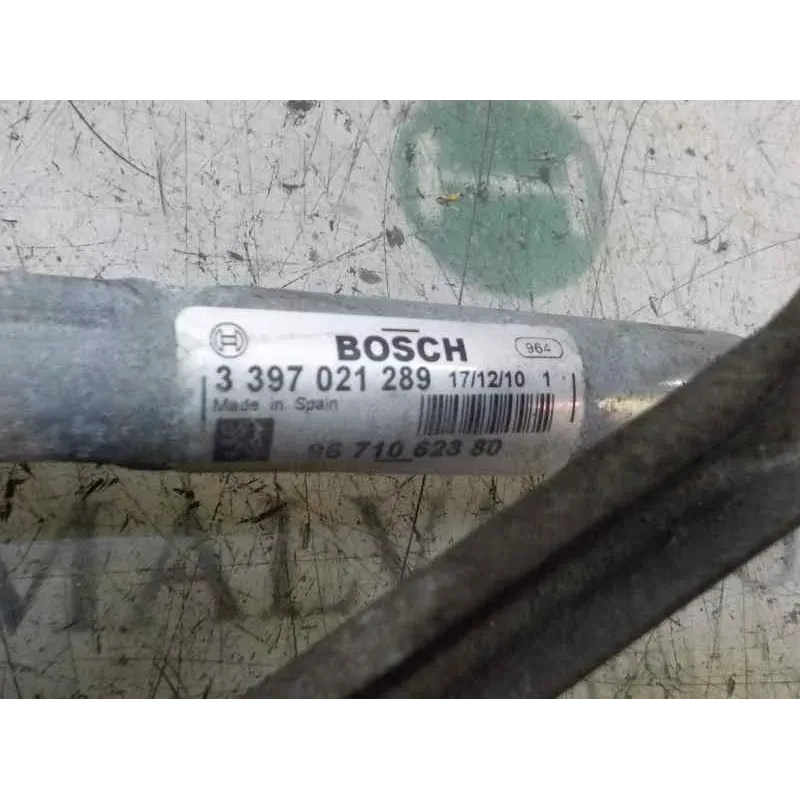 BOSCH 964
3 397 021 289 17/12/10 1
Made in Spain
96 710 623 80